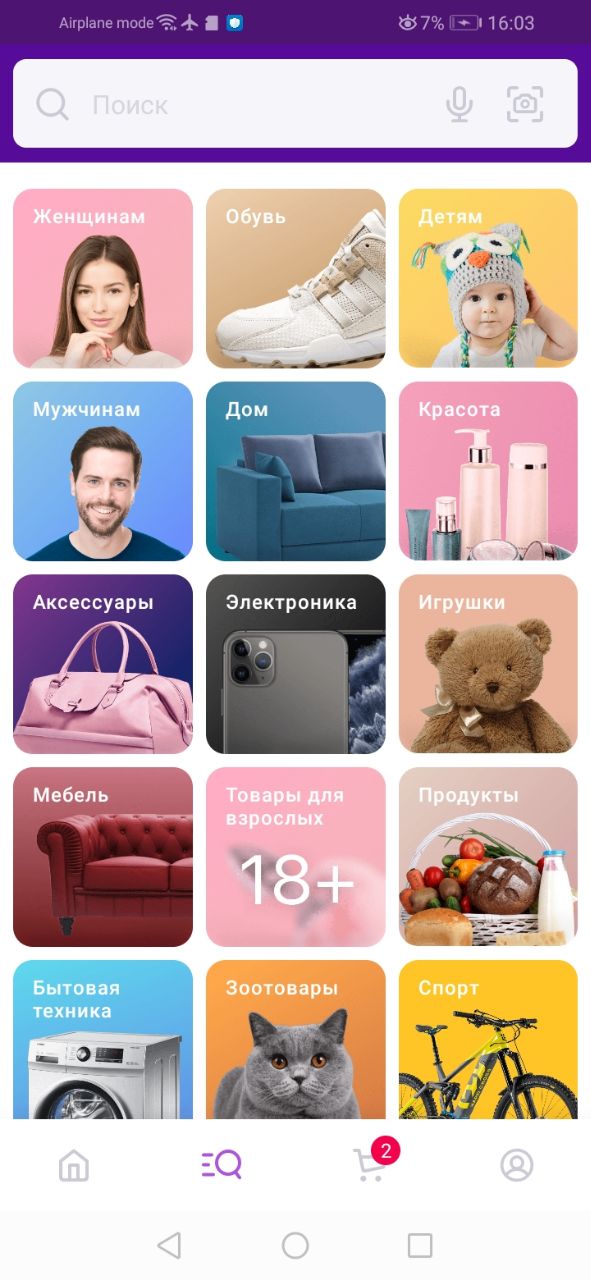 Airplane mode 7% 16:03
Поиск
Женщинам
Обувь
Детям
Мужчинам
Дом
Красота
Аксессуары
Электроника
Игрушки
Мебель
Товары для
взрослых
18+
Продукты
Бытовая
техника
Зоотовары
Спорт
2